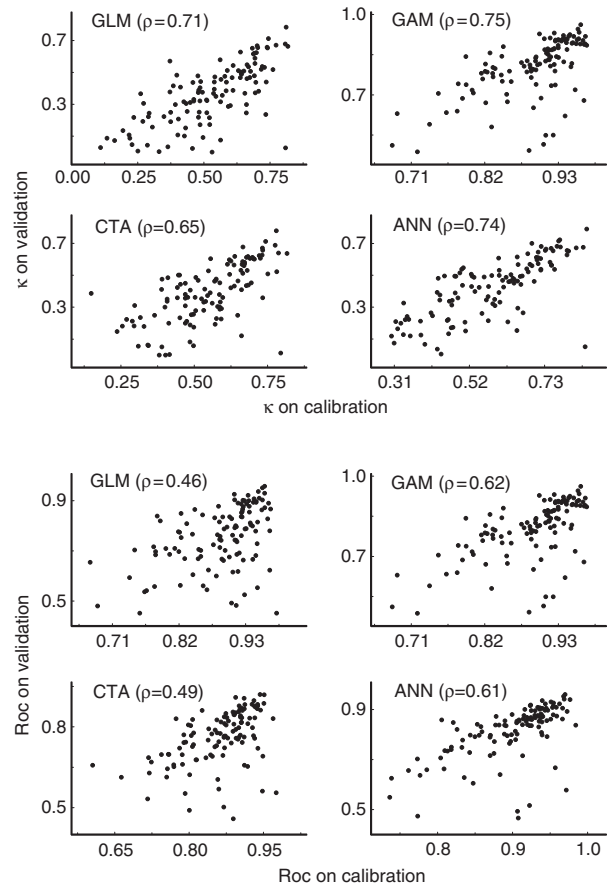 GLM (ρ=0.71)
GAM (ρ=0.75)
0.7
0.3
1.0
0.7
0.00 0.25 0.50 0.75
0.71 0.82 0.93
κ on validation
CTA (ρ=0.65)
ANN (ρ=0.74)
0.7
0.3
0.7
0.3
0.25 0.50 0.75
0.31 0.52 0.73
κ on calibration
GLM (ρ=0.46)
GAM (ρ=0.62)
0.9
0.5
1.0
0.7
0.71 0.82 0.93
0.71 0.82 0.93
Roc on validation
CTA (ρ=0.49)
ANN (ρ=0.61)
0.8
0.5
0.9
0.5
0.65 0.80 0.95
0.8 0.9 1.0
Roc on calibration